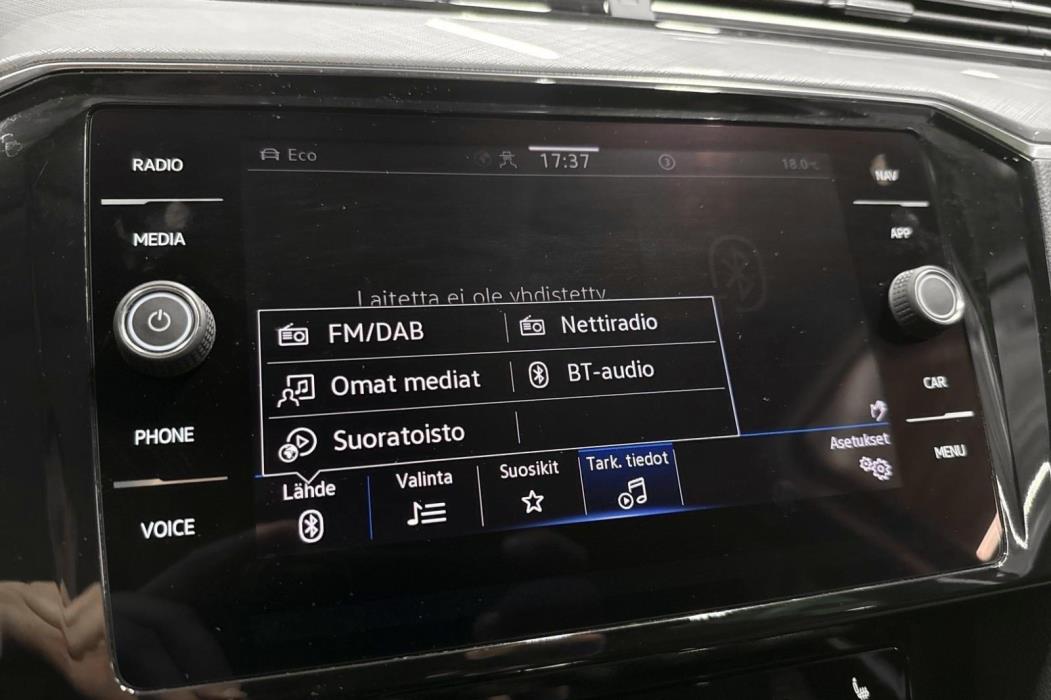 RADIO
MEDIA
PHONE
VOICE
Eco
17:37
18.0°C
Laitetta ei ole yhdistetty
FM/DAB
Nettiradio
Omat mediat
BT-audio
Suoratoisto
Lähde
Valinta
Suosikit
Tark. tiedot
Asetukset
NAV
APP
CAR
MENU